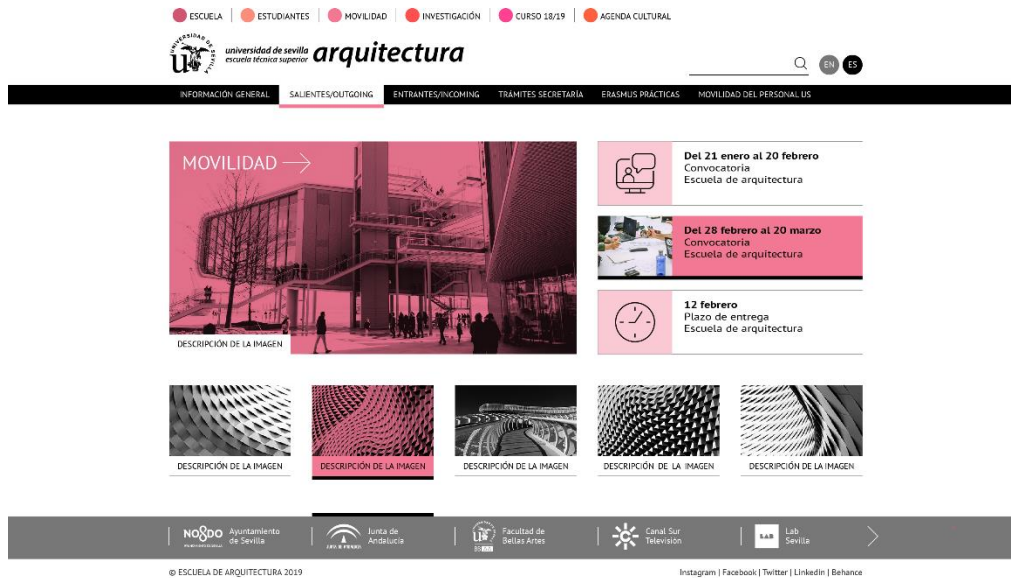 ESCUELA
ESTUDIANTES
MOVILIDAD
INVESTIGACIÓN
CURSO 18/19
AGENDA CULTURAL
universidad de sevilla
escuela técnica superior
arquitectura
EN
ES
INFORMACIÓN GENERAL
SALIENTES/OUTGOING
ENTRANTES/INCOMING
TRÁMITES SECRETARÍA
ERASMUS PRÁCTICAS
MOVILIDAD DEL PERSONAL US
MOVILIDAD
DESCRIPCIÓN DE LA IMAGEN
Del 21 enero al 20 febrero
Convocatoria
Escuela de arquitectura
Del 28 febrero al 20 marzo
Convocatoria
Escuela de arquitectura
12 febrero
Plazo de entrega
Escuela de arquitectura
DESCRIPCIÓN DE LA IMAGEN
DESCRIPCIÓN DE LA IMAGEN
DESCRIPCIÓN DE LA IMAGEN
DESCRIPCIÓN DE LA IMAGEN
DESCRIPCIÓN DE LA IMAGEN
NO8DO
Ayuntamiento
de Sevilla
Junta de
Andalucia
Facultad de
Bellas Artes
Canal Sur
Televisión
LAB
Lab
Sevilla
© ESCUELA DE ARQUITECTURA 2019
Instagram | Facebook | Twitter | Linkedin | Behance